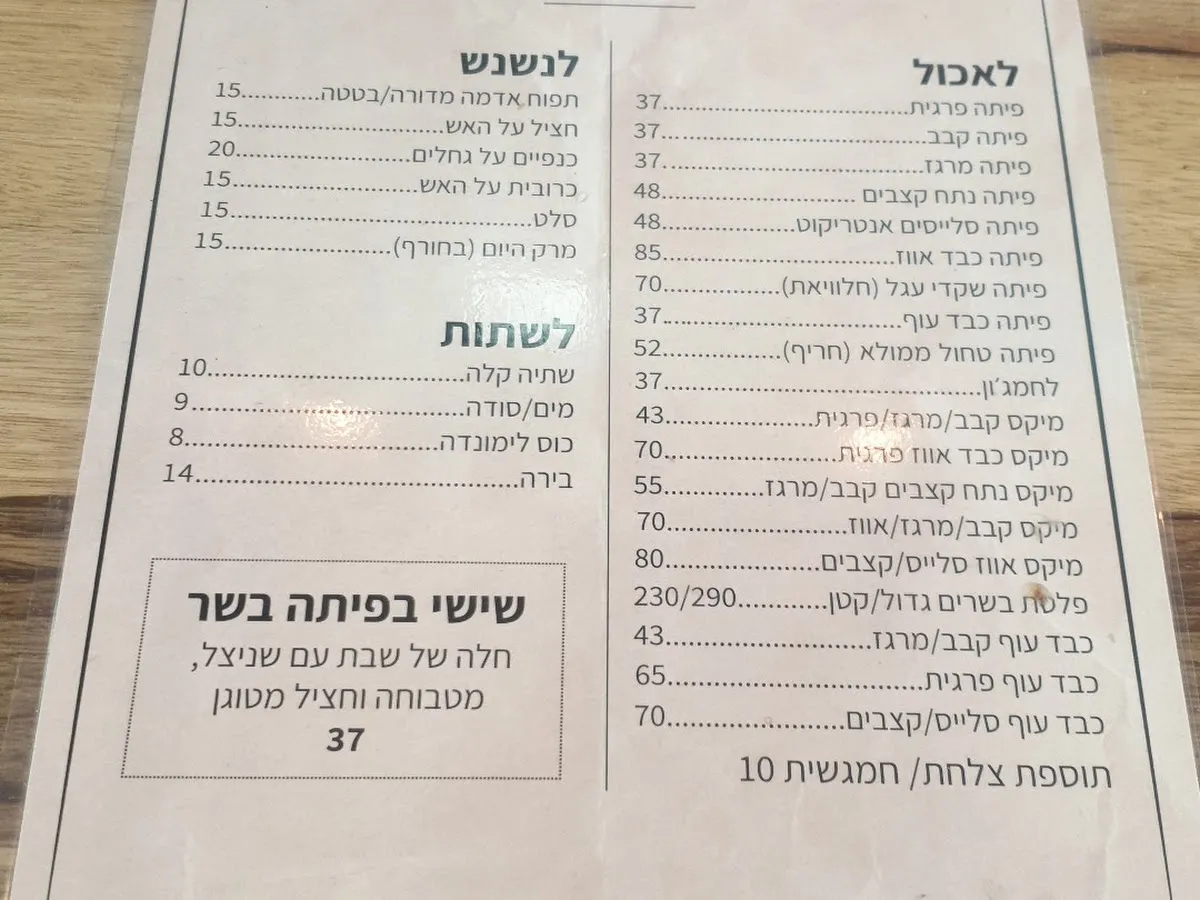 לאכול
פיתה פרגית.......................................37
פיתה קבב.......................................37
פיתה מרגז.......................................37
פיתה נתח קצבים .............................48
פיתה סלייסים אנטריקוט........................48
פיתה כבד אווז...................................85
פיתה שקדי עגל (חלוויאת)..................70
פיתה כבד עוף...................................37
פיתה טחול ממולא (חריף)..................52
לחמג׳ון...........................................37
מיקס קבב/מרגז/פרגית........................43
מיקס כבד אווז פרגית........................70
מיקס נתח קצבים קבב/מרגז..................55
מיקס קבב/מרגז/אווז........................70
מיקס אווז סלייס/קצבים........................80
פלטת בשרים גדול/קטן............230/290
כבד עוף קבב/מרגז..............................43
כבד עוף פרגית...................................65
כבד עוף סלייס/קצבים........................70
תוספת צלחת/ חמגשית 10
לנשנש
תפוח אדמה מדורה/בטטה.............15
חצילו על האש.............................15
כנפיים על גחלים..........................20
כרובית על האש..........................15
סלט..........................................15
מרק היום (בחורף)......................15
לשתות
שתיה קלה..................................10
מים/סודה..................................9
כוס לימונדה...............................8
בירה..........................................14
שישי בפיתה בשר
חלה של שבת עם שניצל,
מטבוחה וחציל מטוגן
37